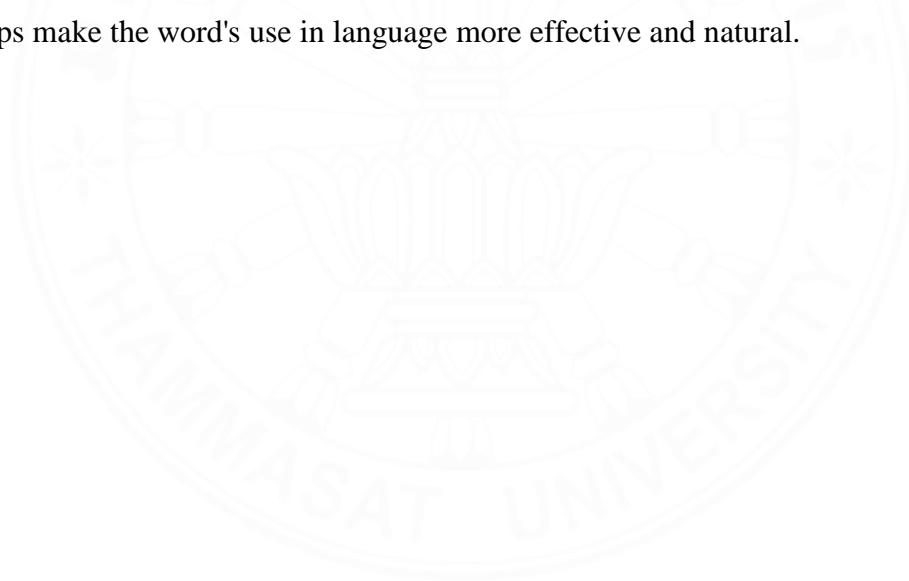 ps make the word's use in language more effective and natural.
THAMMASAT UNIVERSITY